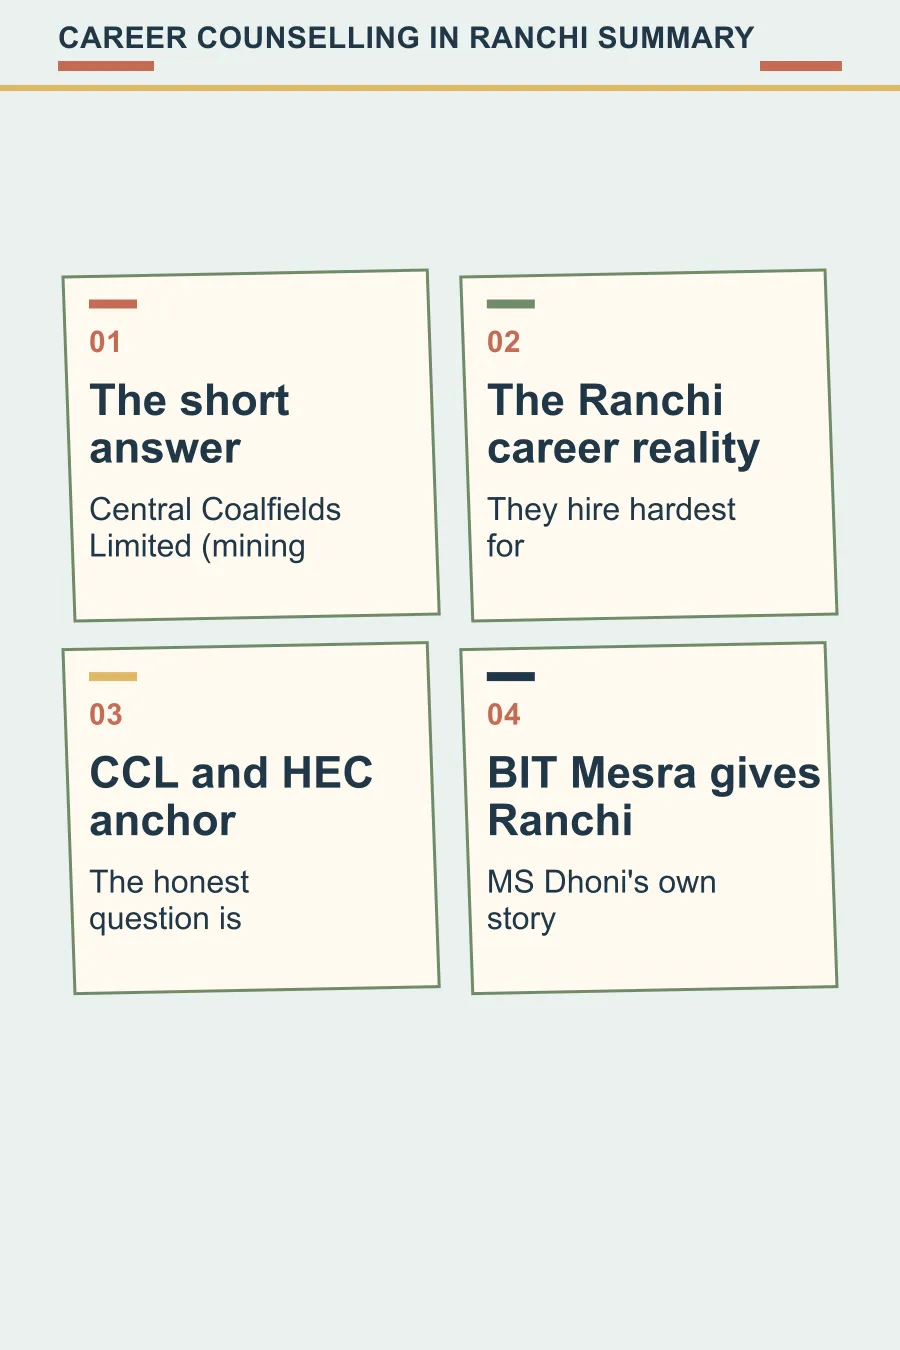 CAREER COUNSELLING IN RANCHI SUMMARY
01
The short
answer
Central Coalfields
Limited (mining
02
The Ranchi
career reality
They hire hardest
for
03
CCL and HEC
anchor
The honest
question is
04
BIT Mesra gives
Ranchi
MS Dhoni's own
story